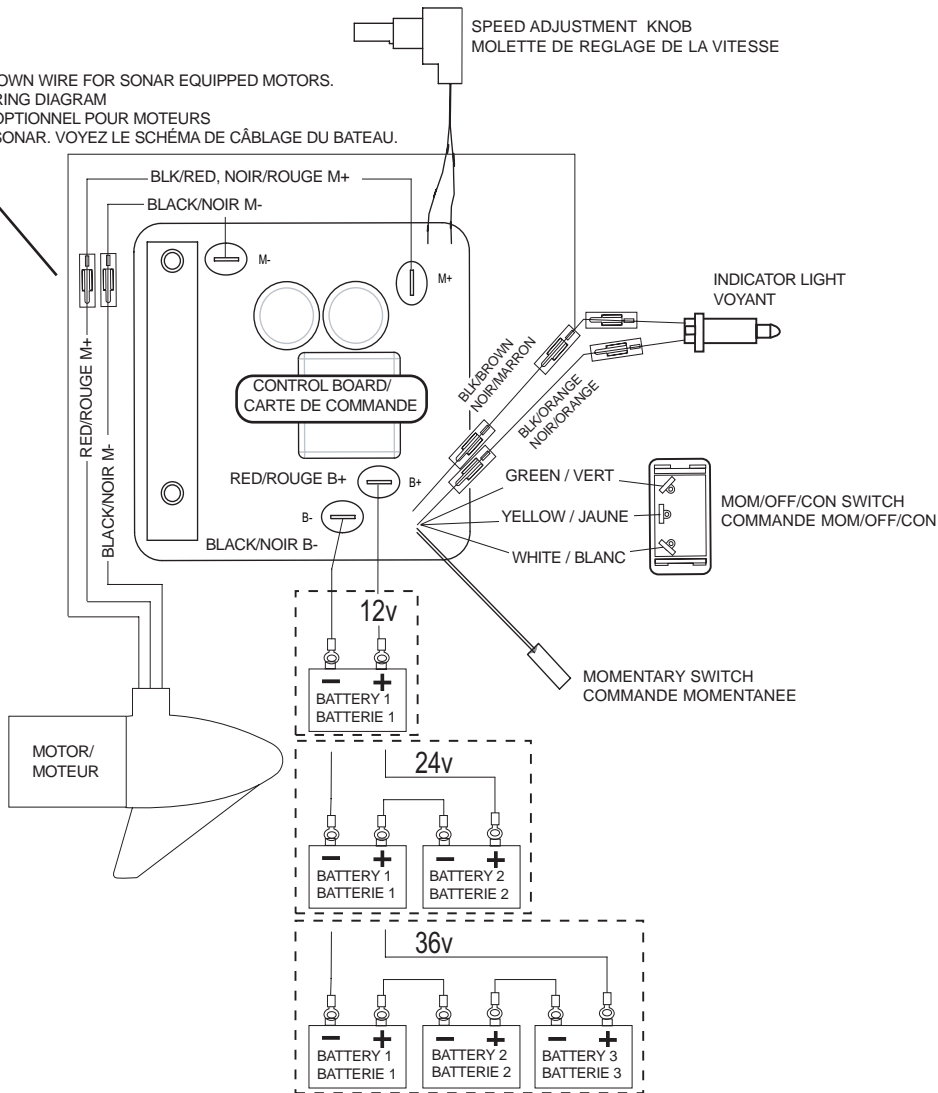 SPEED ADJUSTMENT KNOB
MOLETTE DE REGLAGE DE LA VITESSE
WIRE FOR SONAR EQUIPPED MOTORS.
DIAGRAM
OPTIONNEL POUR MOTEURS
SONAR. VOYEZ LE SCHÉMA DE CÂBLAGE DU BATEAU.
BLK/RED, NOIR/ROUGE M+
BLACK/NOIR M-
M-
M+
INDICATOR LIGHT
VOYANT
RED/ROUGE M+
BLACK/NOIR M-
CONTROL BOARD/
CARTE DE COMMANDE
BLK/BROWN
NOIR/MARRON
BLK/ORANGE
NOIR/ORANGE
RED/ROUGE B+
B+
B-
BLACK/NOIR B-
GREEN / VERT
YELLOW / JAUNE
WHITE / BLANC
MOM/OFF/CON SWITCH
COMMANDE MOM/OFF/CON
MOMENTARY SWITCH
COMMANDE MOMENTANEE
MOTOR/
MOTEUR
12v
- +
BATTERY 1
BATTERIE 1
24v
- + - +
BATTERY 1 BATTERY 2
BATTERIE 1 BATTERIE 2
36v
- + - + - +
BATTERY 1 BATTERY 2 BATTERY 3
BATTERIE 1 BATTERIE 2 BATTERIE 3